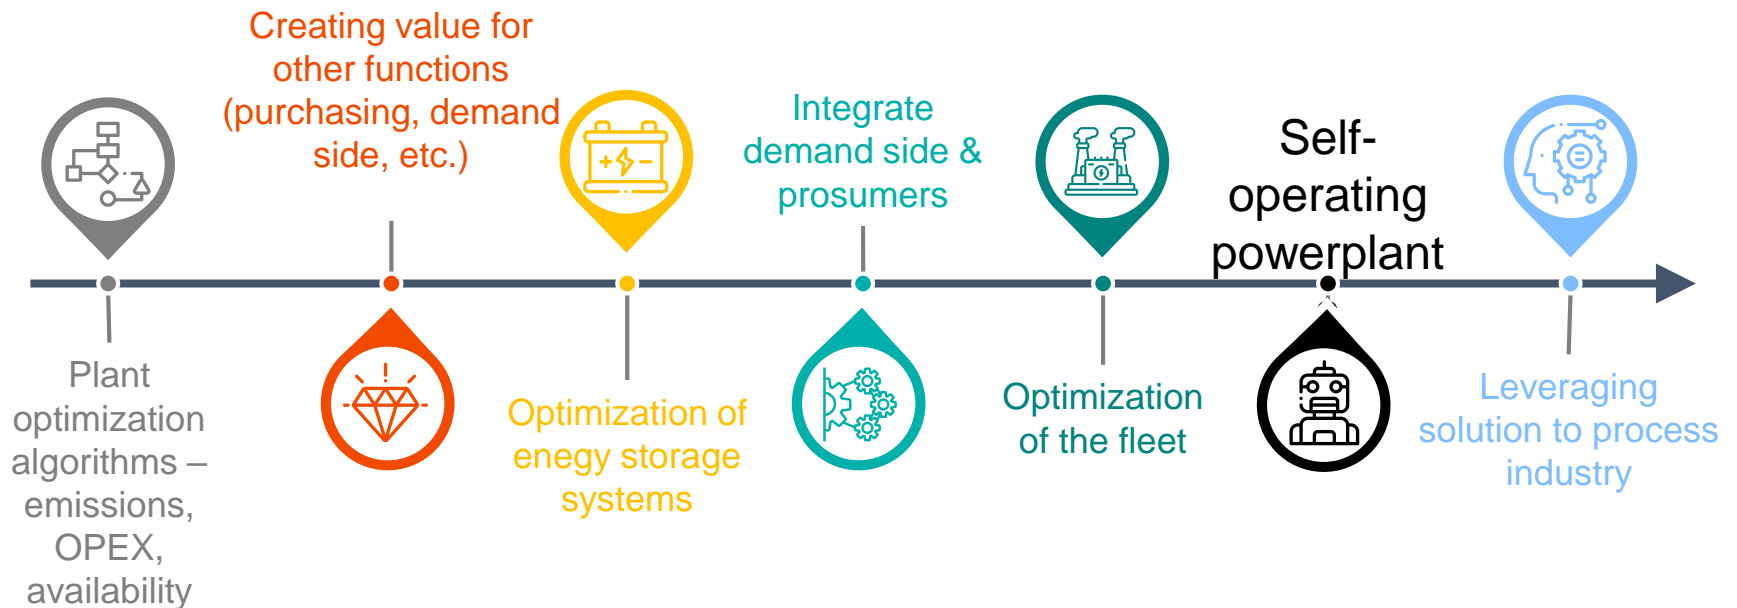 Plant
optimization
algorithms –
emissions,
OPEX,
availability
Creating value for
other functions
(purchasing, demand
side, etc.)
Optimization of
enegy storage
systems
Integrate
demand side &
prosumers
Optimization
of the fleet
Self-
operating
powerplant
Leveraging
solution to process
industry